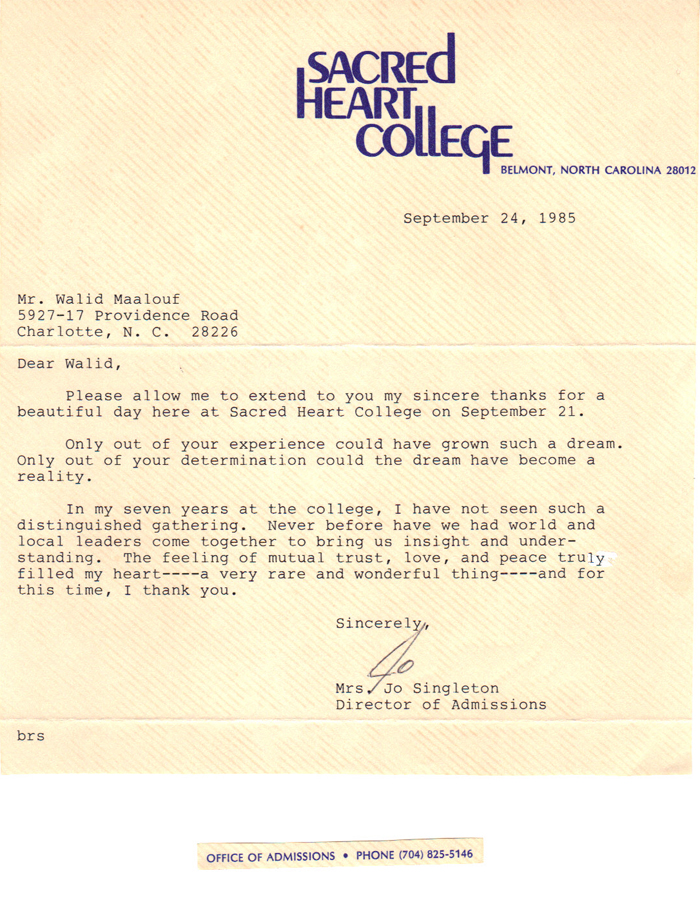 SACRED
HEART
COLLEGE
BELMONT, NORTH CAROLINA 28012
September 24, 1985
Mr. Walid Maalouf
5927-17 Providence Road
Charlotte, N. C.  28226
Dear Walid,
Please allow me to extend to you my sincere thanks for a
beautiful day here at Sacred Heart College on September 21.
Only out of your experience could have grown such a dream.
Only out of your determination could the dream have become a
reality.
In my seven years at the college, I have not seen such a
distinguished gathering.  Never before have we had world and
local leaders come together to bring us insight and under-
standing.  The feeling of mutual trust, love, and peace truly
filled my heart----a very rare and wonderful thing----and for
this time, I thank you.
Sincerely,
Jo
Mrs. Jo Singleton
Director of Admissions
brs
OFFICE OF ADMISSIONS • PHONE (704) 825-5146